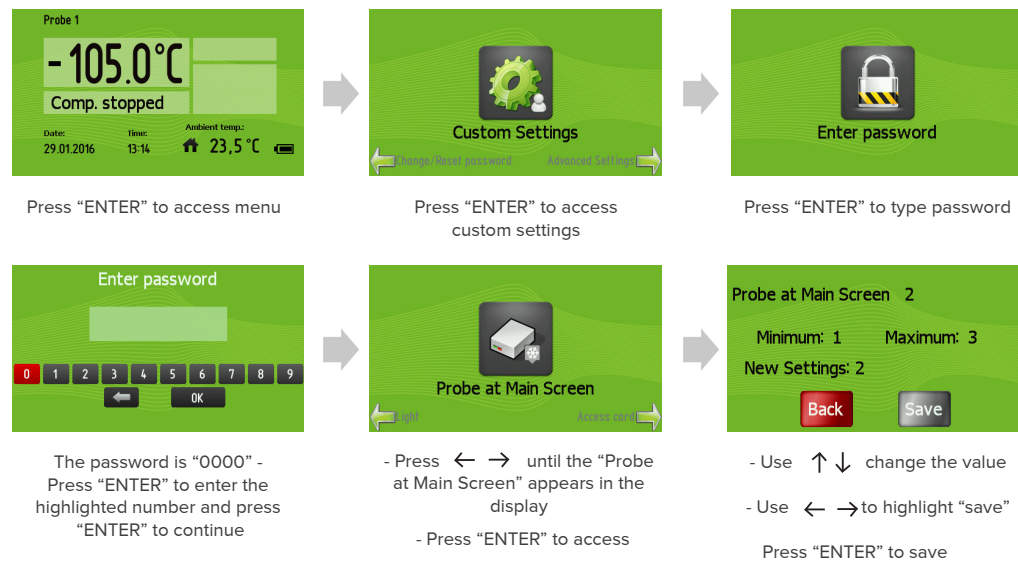 Probe 1
- 105.0°C
Comp. stopped
Date:
Time:
Ambient temp.:
29.01.2016
13:14
23,5°C
Press “ENTER” to access menu
Custom Settings
Change/Reset password
Advanced Settings
Press “ENTER” to access
custom settings
Enter password
Press “ENTER” to type password
Enter password
0 1 2 3 4 5 6 7 8 9
OK
The password is “0000” -
Press “ENTER” to enter the
highlighted number and press
“ENTER” to continue
Probe at Main Screen
Light
Access card
- Press ← → until the “Probe
at Main Screen” appears in the
display
- Press “ENTER” to access
Probe at Main Screen 2
Minimum: 1 Maximum: 3
New Settings: 2
Back Save
- Use ↑ ↓ change the value
- Use ← → to highlight “save”
Press “ENTER” to save